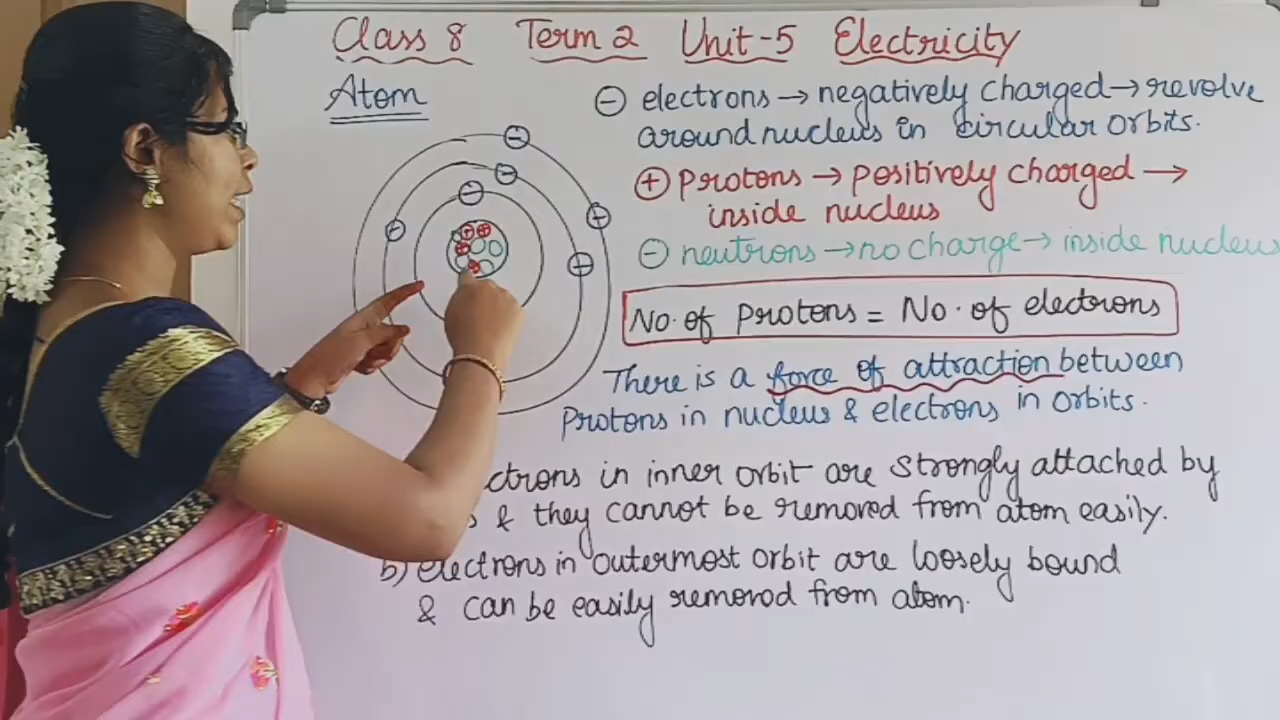 Class 8 Term 2 Unit-5 Electricity
Atom
⊖ electrons → negatively charged → revolve
around nucleus in circular orbits.
⊕ protons → positively charged →
inside nucleus
⊖ neutrons → no charge → inside nucleus
No. of protons = No. of electrons
There is a force of attraction between
protons in nucleus & electrons in orbits.
ctrons in inner orbit are strongly attached by
s & they cannot be removed from atom easily.
b) electrons in outermost orbit are loosely bound
& can be easily removed from atom.